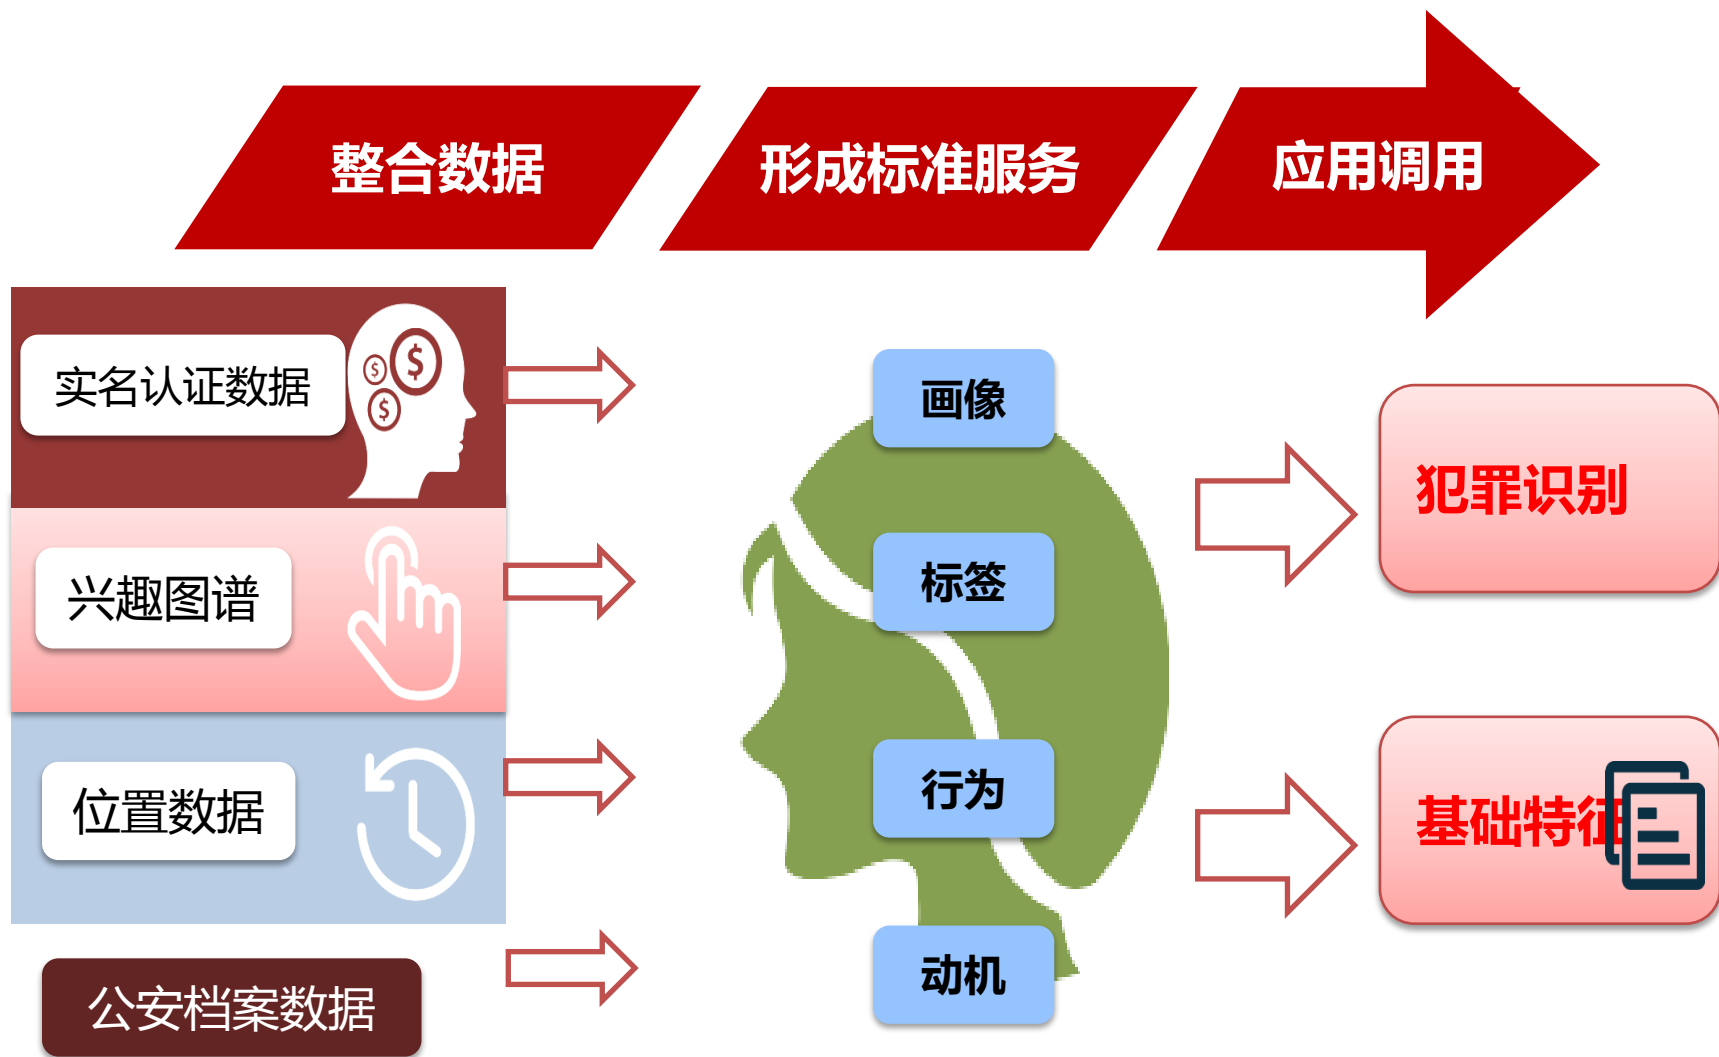 整合数据
形成标准服务
应用调用
实名认证数据
兴趣图谱
位置数据
公安档案数据
画像
标签
行为
动机
犯罪识别
基础特征
$
$
$